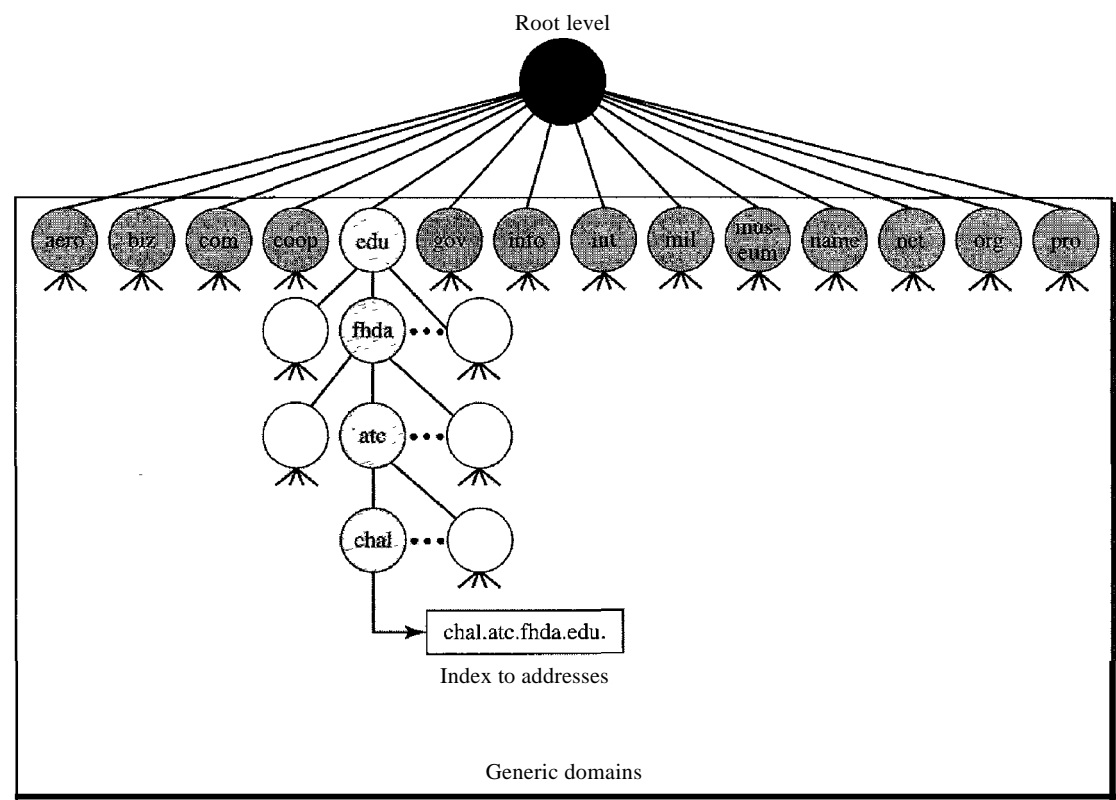 Root level
aero biz com coop edu gov info int mil mus-
eum name net org pro
fhda
atc
chal
chal.atc.fhda.edu.
Index to addresses
Generic domains